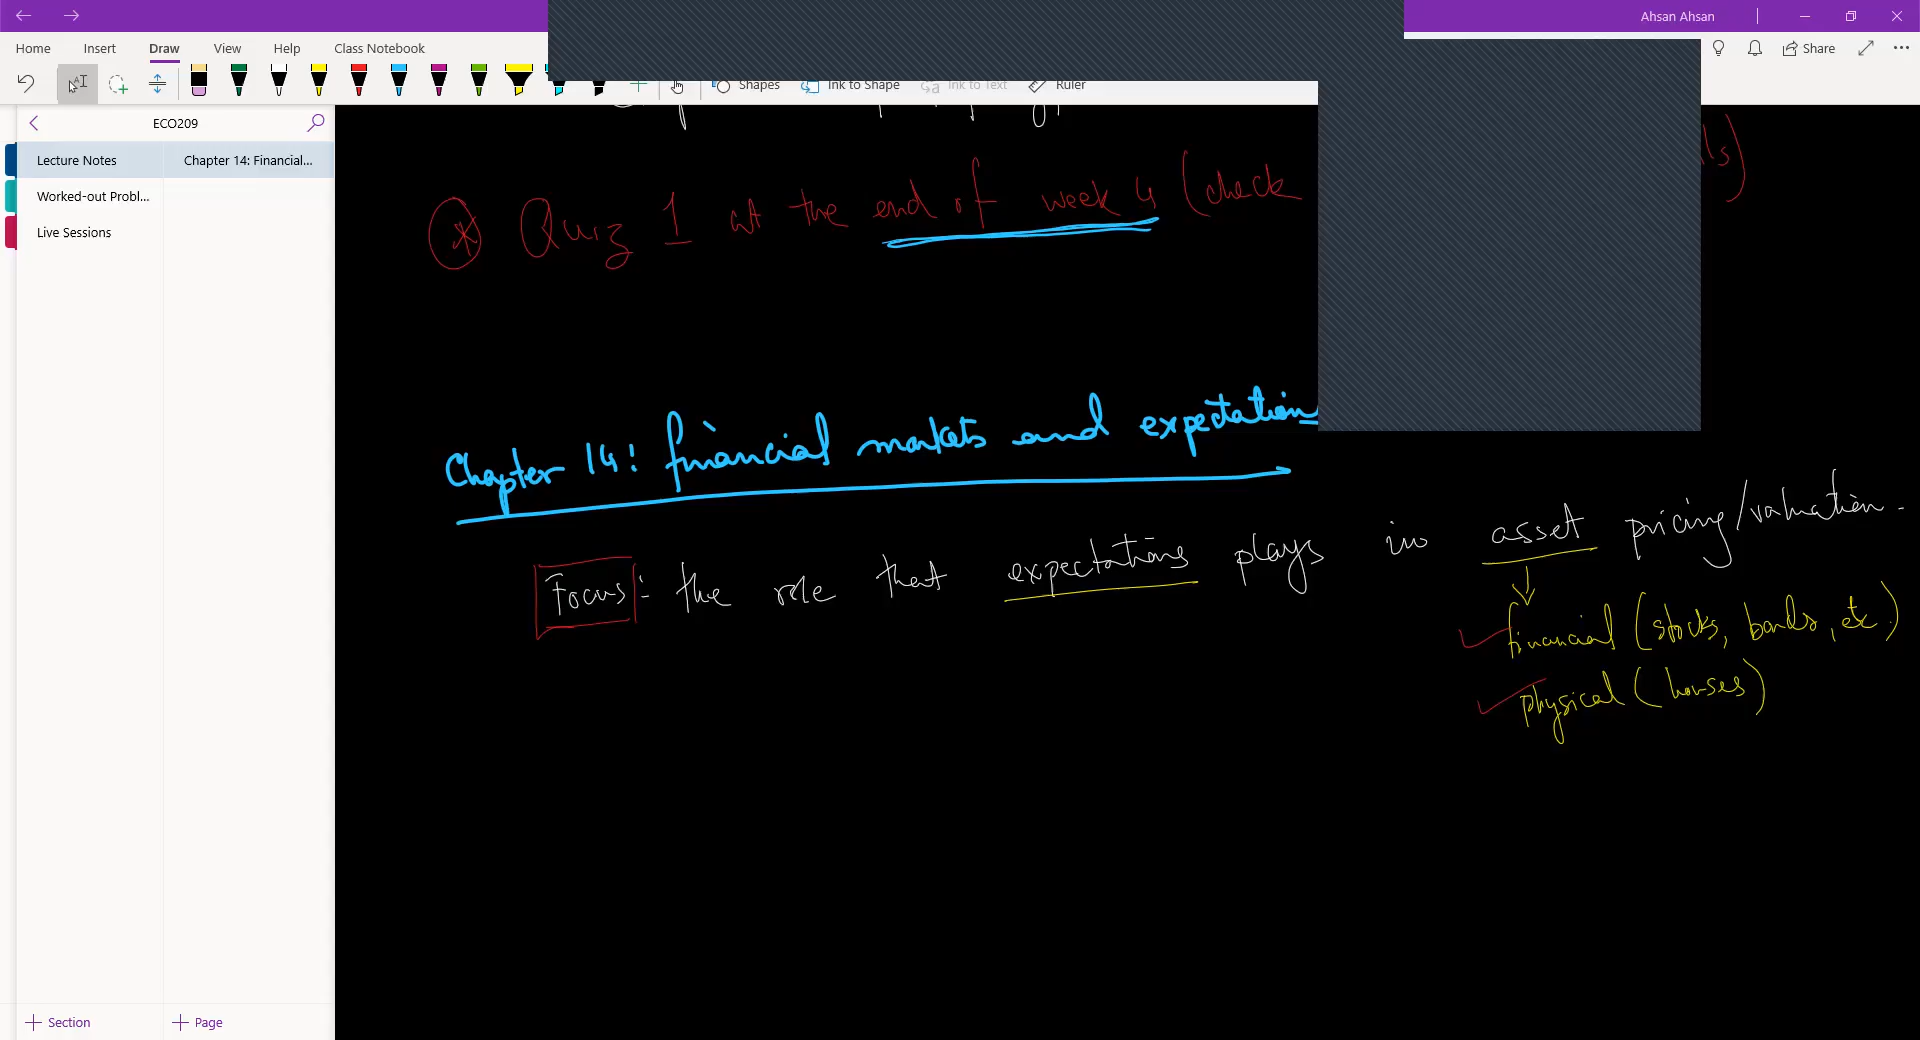 Ahsan Ahsan
Home Insert Draw View Help Class Notebook Share
Shapes Ink to Shape Ink to Text Ruler
ECO209
Lecture Notes
Chapter 14: Financial...
Worked-out Probl...
Live Sessions
* Quiz 1 at the end of week 4 (check
Chapter 14: financial markets and expectation
Focus: the role that expectations plays in asset pricing/valuation.
financial (stocks, bonds, etc)
physical (houses)
+ Section
+ Page